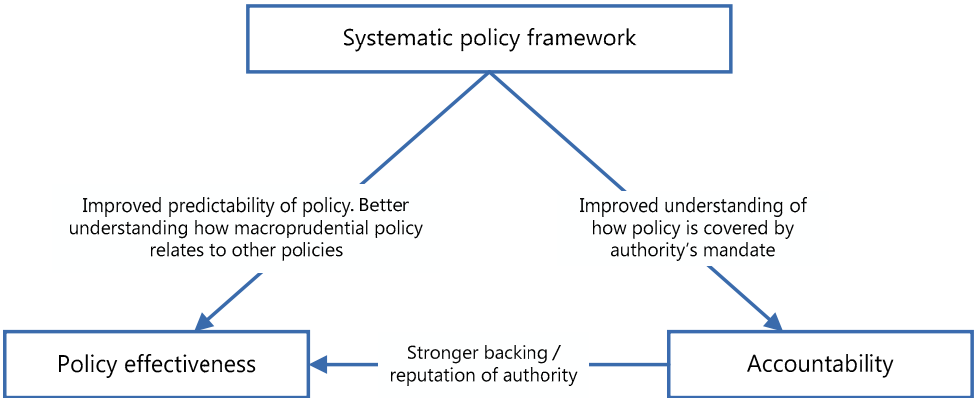 Systematic policy framework
Improved predictability of policy. Better
understanding how macroprudential policy
relates to other policies
Improved understanding of
how policy is covered by
authority’s mandate
Policy effectiveness
Stronger backing /
reputation of authority
Accountability